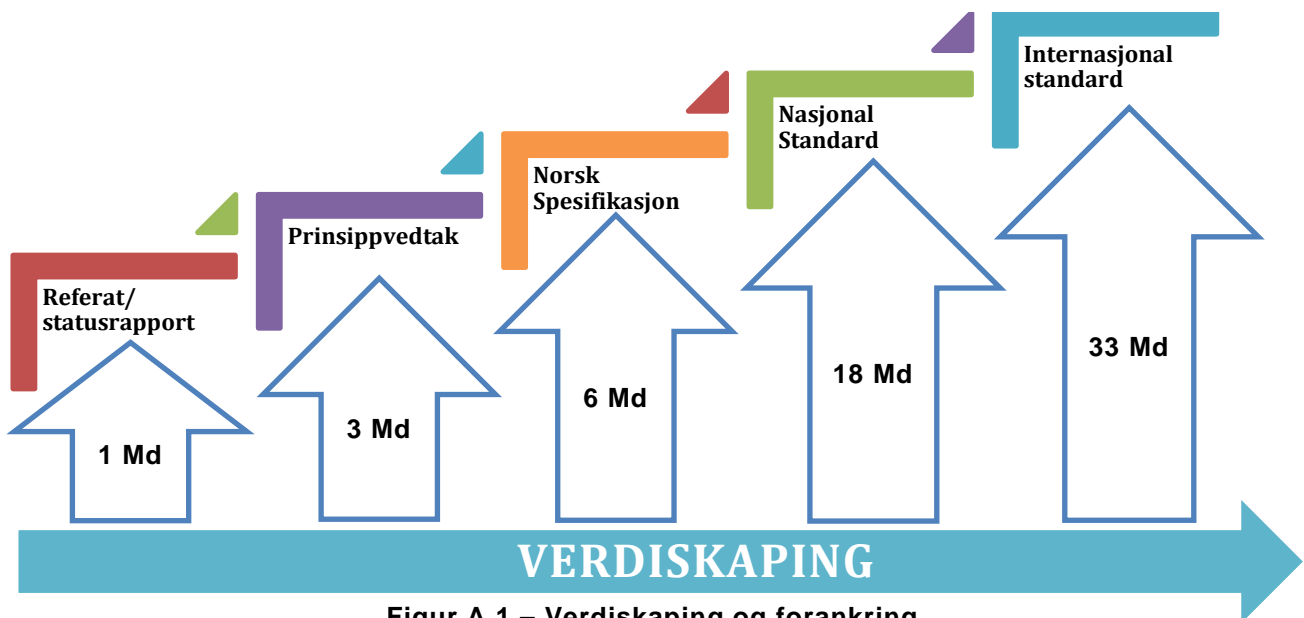 Internasjonal
standard
Nasjonal
Standard
Norsk
Spesifikasjon
Prinsippvedtak
Referat/
statusrapport
1 Md
3 Md
6 Md
18 Md
33 Md
VERDISKAPING
Figur A.1 – Verdiskaping og forankring